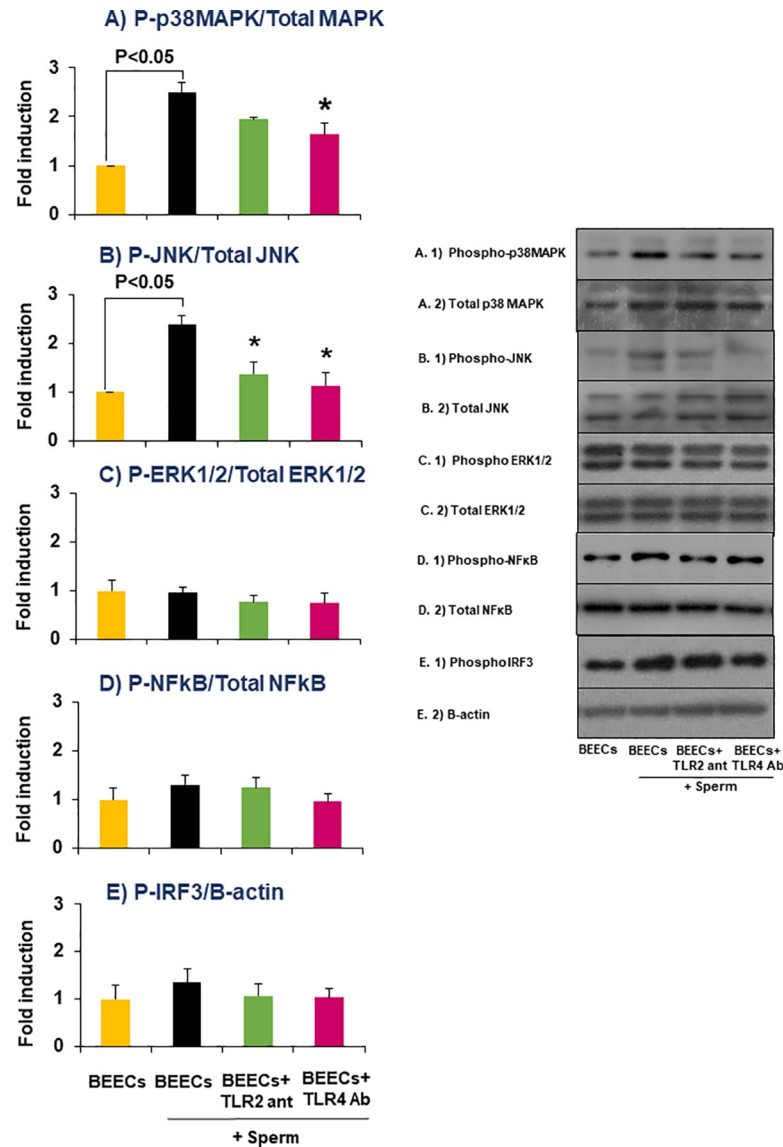 A) P-p38MAPK/Total MAPK
P<0.05
*
Fold induction
3
2
1
0
B) P-JNK/Total JNK
P<0.05
*
*
Fold induction
3
2
1
0
C) P-ERK1/2/Total ERK1/2
Fold induction
3
2
1
0
D) P-NFkB/Total NFkB
Fold induction
3
2
1
0
E) P-IRF3/B-actin
Fold induction
3
2
1
0
BEECs BEECs BEECs+ BEECs+
TLR2 ant TLR4 Ab
+ Sperm
A. 1) Phospho-p38MAPK
A. 2) Total p38 MAPK
B. 1) Phospho-JNK
B. 2) Total JNK
C. 1) Phospho ERK1/2
C. 2) Total ERK1/2
D. 1) Phospho-NFκB
D. 2) Total NFκB
E. 1) Phospho IRF3
E. 2) B-actin
BEECs BEECs BEECs+ BEECs+
TLR2 ant TLR4 Ab
+ Sperm